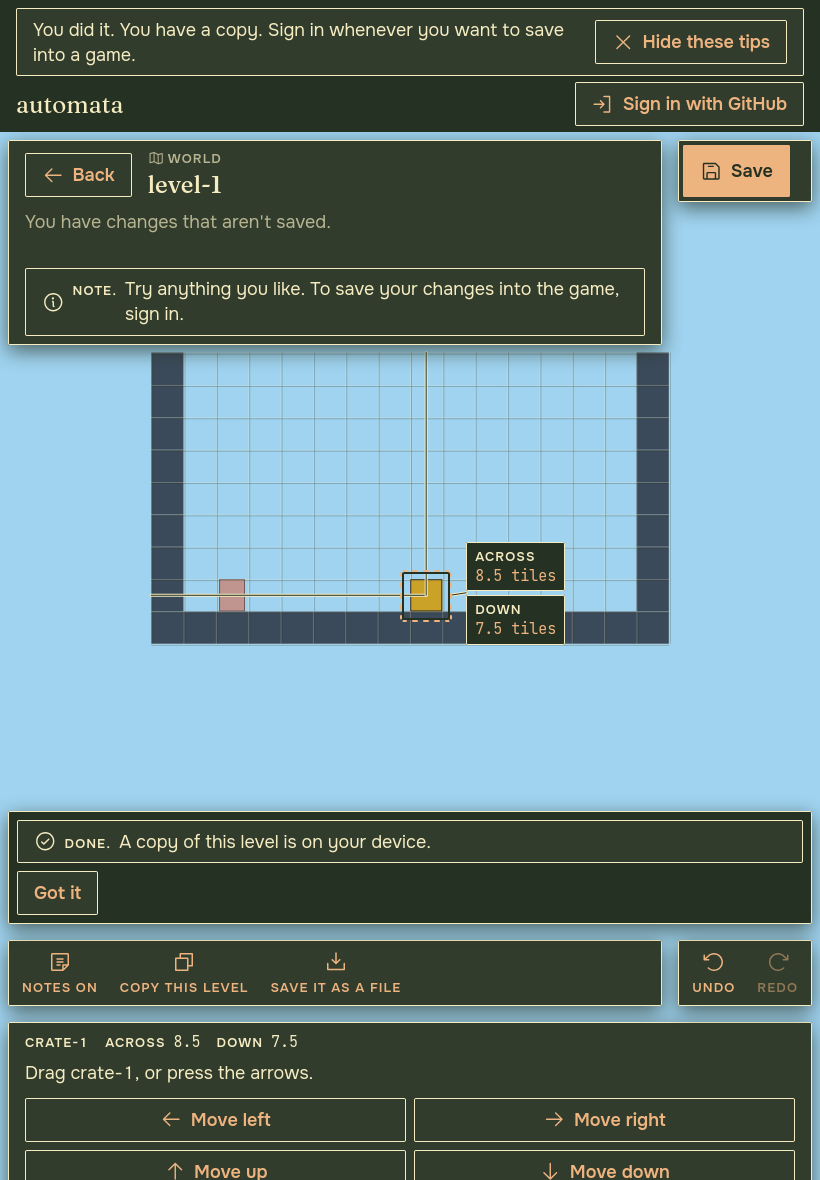 You did it. You have a copy. Sign in whenever you want to save
into a game.
Hide these tips
automata
Sign in with GitHub
Back
WORLD
level-1
You have changes that aren't saved.
Save
NOTE. Try anything you like. To save your changes into the game,
sign in.
ACROSS
8.5 tiles
DOWN
7.5 tiles
DONE. A copy of this level is on your device.
Got it
NOTES ON
COPY THIS LEVEL
SAVE IT AS A FILE
UNDO
REDO
CRATE-1 ACROSS 8.5 DOWN 7.5
Drag crate-1, or press the arrows.
Move left
Move right
Move up
Move down